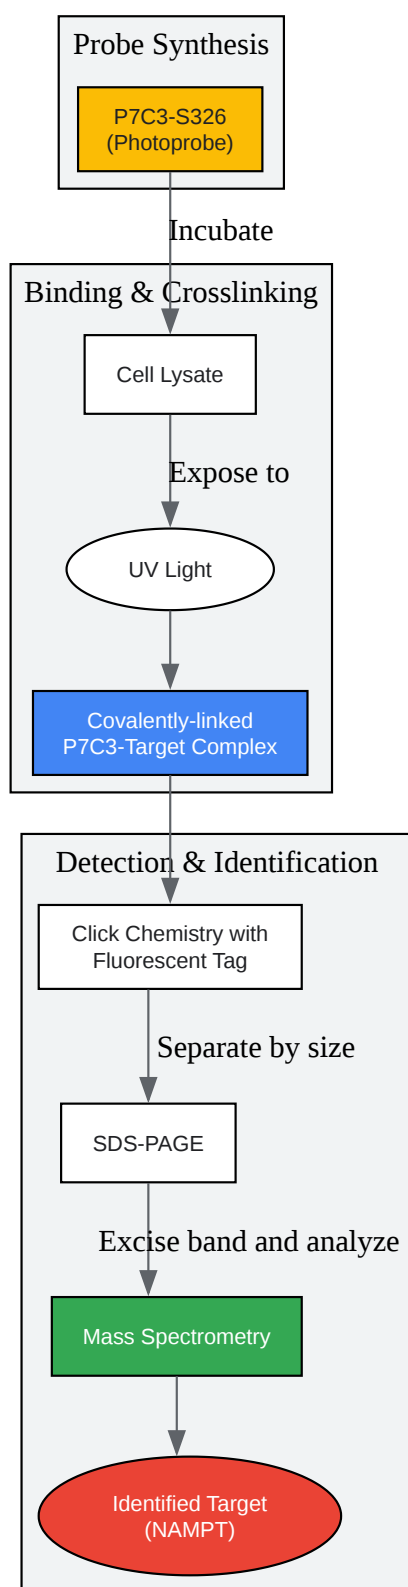 Probe Synthesis
P7C3-S326
(Photoprobe)
Incubate
Binding & Crosslinking
Cell Lysate
Expose to
UV Light
Covalently-linked
P7C3-Target Complex
Detection & Identification
Click Chemistry with
Fluorescent Tag
Separate by size
SDS-PAGE
Excise band and analyze
Mass Spectrometry
Identified Target
(NAMPT)